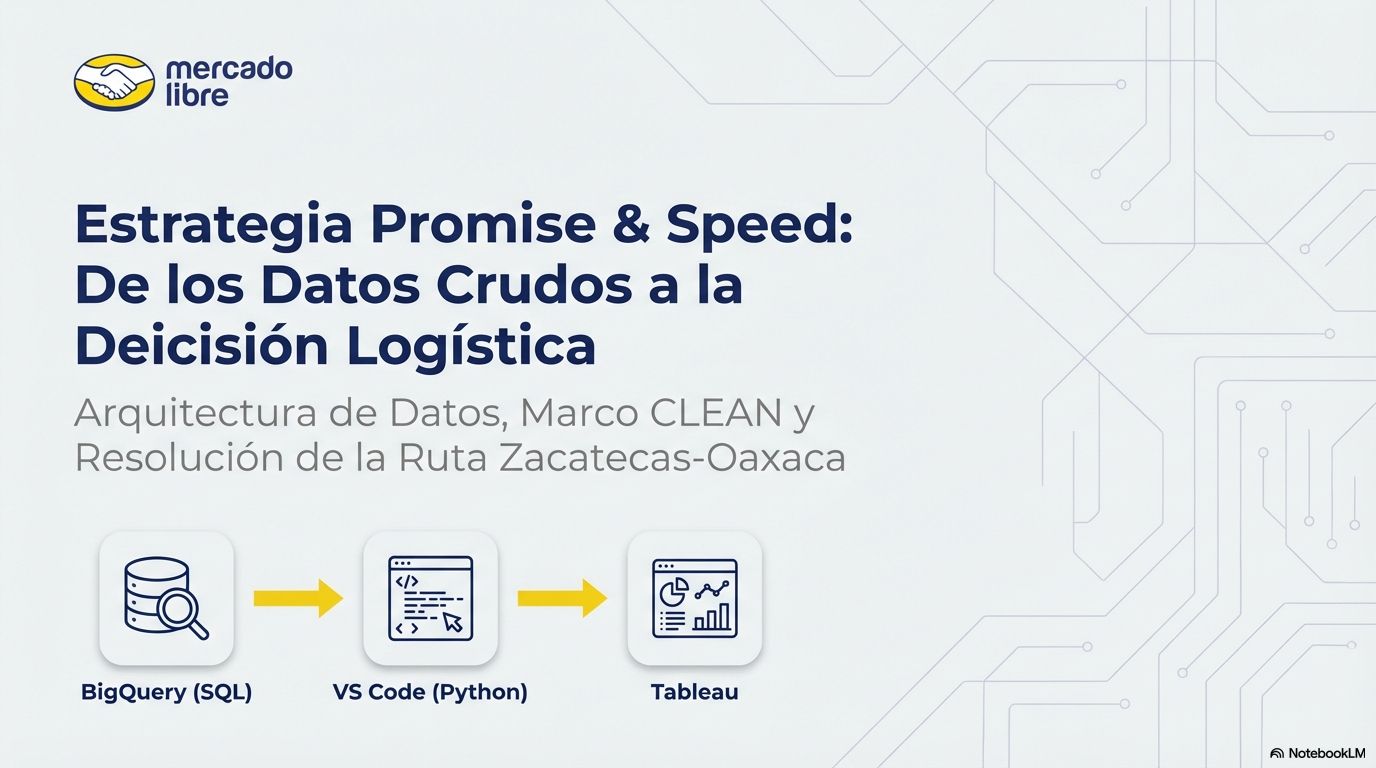 mercado
libre
Estrategia Promise & Speed:
De los Datos Crudos a la
Deicisión Logística
Arquitectura de Datos, Marco CLEAN y
Resolución de la Ruta Zacatecas-Oaxaca
BigQuery (SQL)
VS Code (Python)
Tableau
NotebookLM